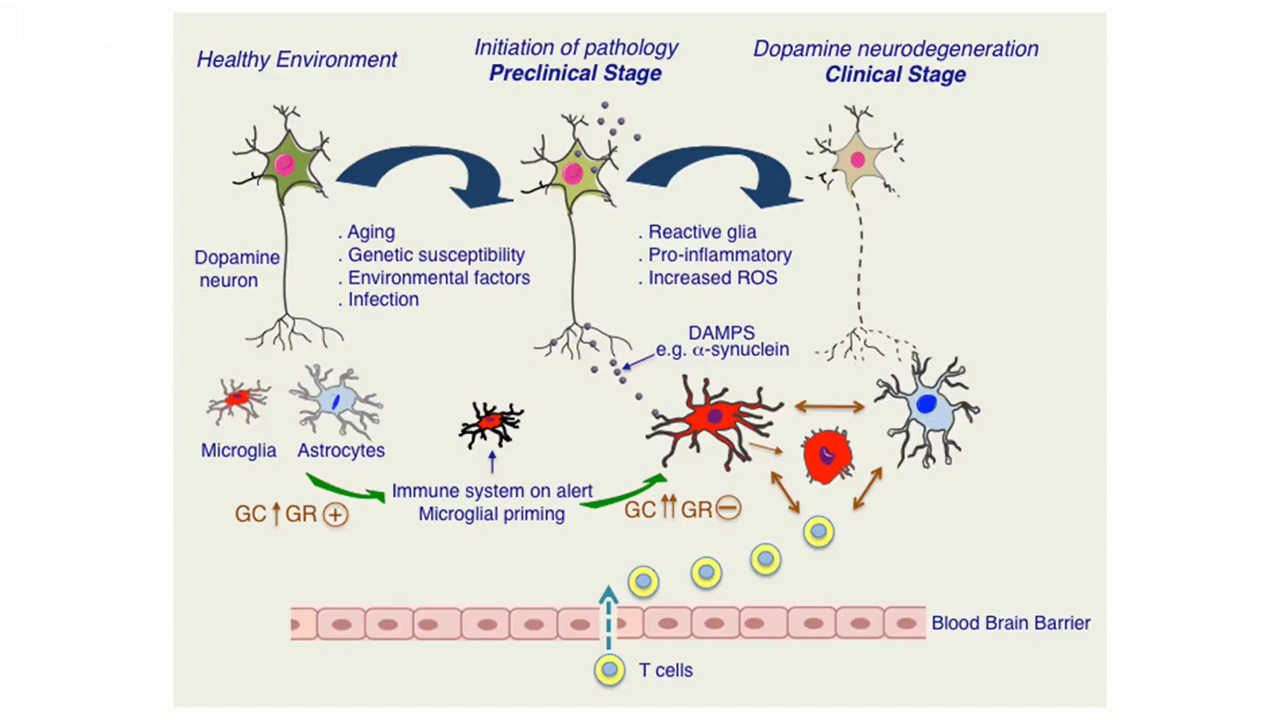 Healthy Environment
Initiation of pathology
Preclinical Stage
Dopamine neurodegeneration
Clinical Stage
. Aging
. Genetic susceptibility
. Environmental factors
. Infection
. Reactive glia
. Pro-inflammatory
. Increased ROS
Dopamine
neuron
DAMPS
e.g. α-synuclein
Microglia
Astrocytes
Immune system on alert
Microglial priming
GC ↑ GR +
GC ↑↑ GR −
Blood Brain Barrier
T cells